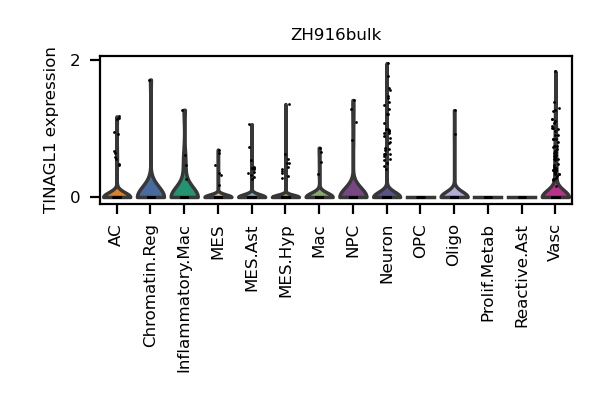 ZH916bulk
TINAGL1 expression
2
0
AC
Chromatin.Reg
Inflammatory.Mac
MES
MES.Ast
MES.Hyp
Mac
NPC
Neuron
OPC
Oligo
Prolif.Metab
Reactive.Ast
Vasc